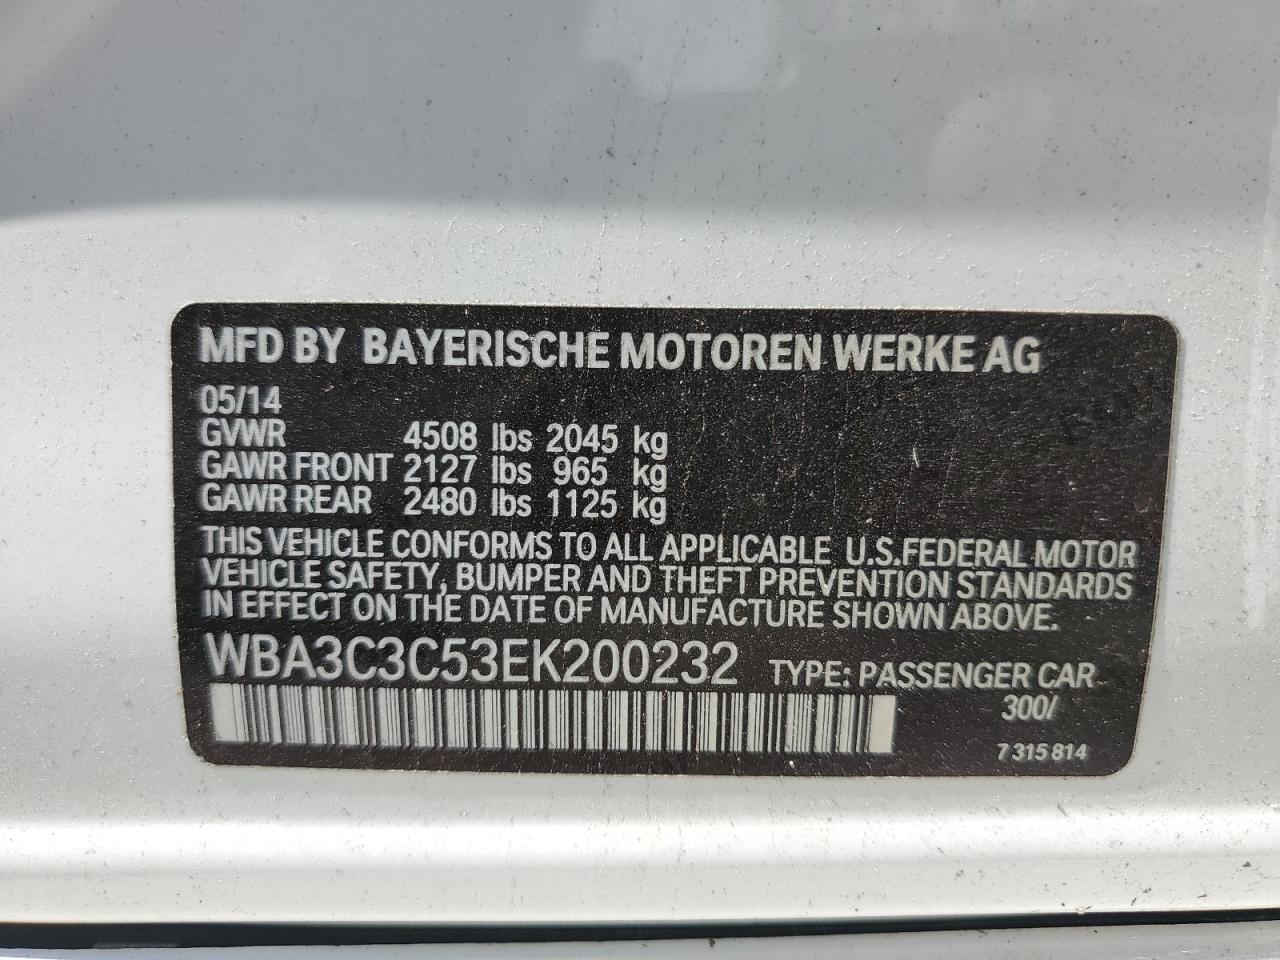 MFD BY BAYERISCHE MOTOREN WERKE AG
05/14
GVWR 4508 lbs 2045 kg
GAWR FRONT 2127 lbs 965 kg
GAWR REAR 2480 lbs 1125 kg
THIS VEHICLE CONFORMS TO ALL APPLICABLE U.S.FEDERAL MOTOR
VEHICLE SAFETY, BUMPER AND THEFT PREVENTION STANDARDS
IN EFFECT ON THE DATE OF MANUFACTURE SHOWN ABOVE.
WBA3C3C53EK200232 TYPE: PASSENGER CAR
300/
7 315 814